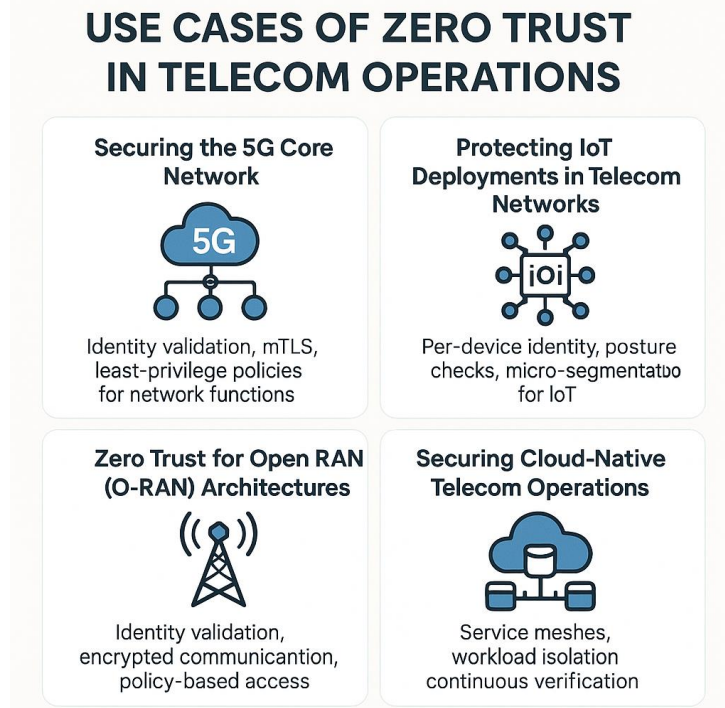 USE CASES OF ZERO TRUST
IN TELECOM OPERATIONS
Securing the 5G Core
Network
5G
Identity validation, mTLS,
least-privilege policies
for network functions
Protecting IoT
Deployments in Telecom
Networks
iOi
Per-device identity, posture
checks, micro-segmentatɩo
for loT
Zero Trust for Open RAN
(O-RAN) Architectures
Identity validation,
encrypted communicantion,
policy-based access
Securing Cloud-Native
Telecom Operations
Service meshes,
workload isolation
continuous verification